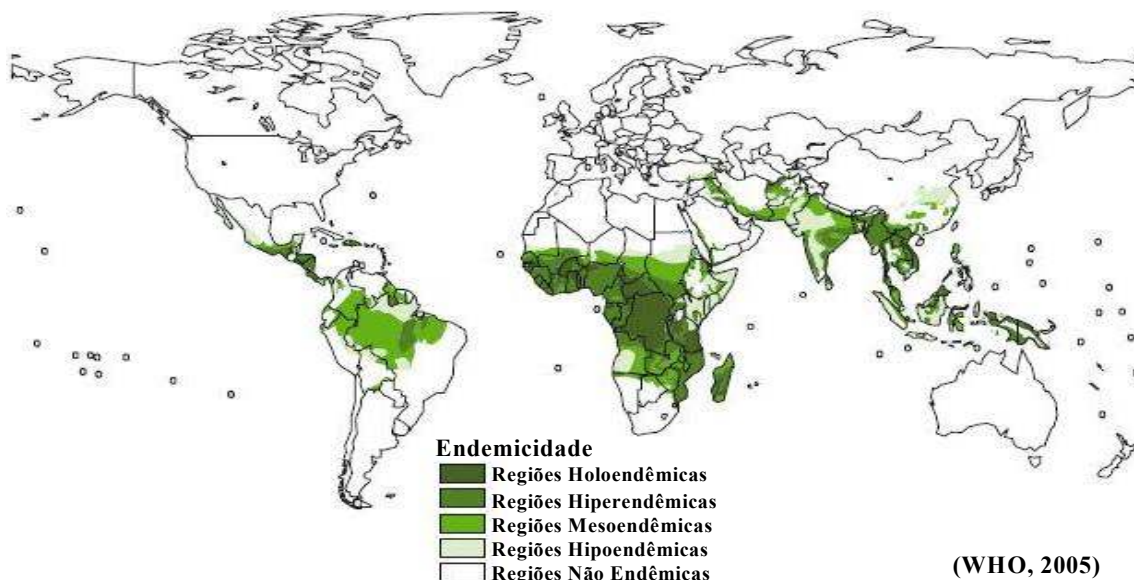 Endemicidade
Regiões Holoendêmicas
Regiões Hiperendêmicas
Regiões Mesoendêmicas
Regiões Hipoendêmicas
Regiões Não Endêmicas
(WHO, 2005)